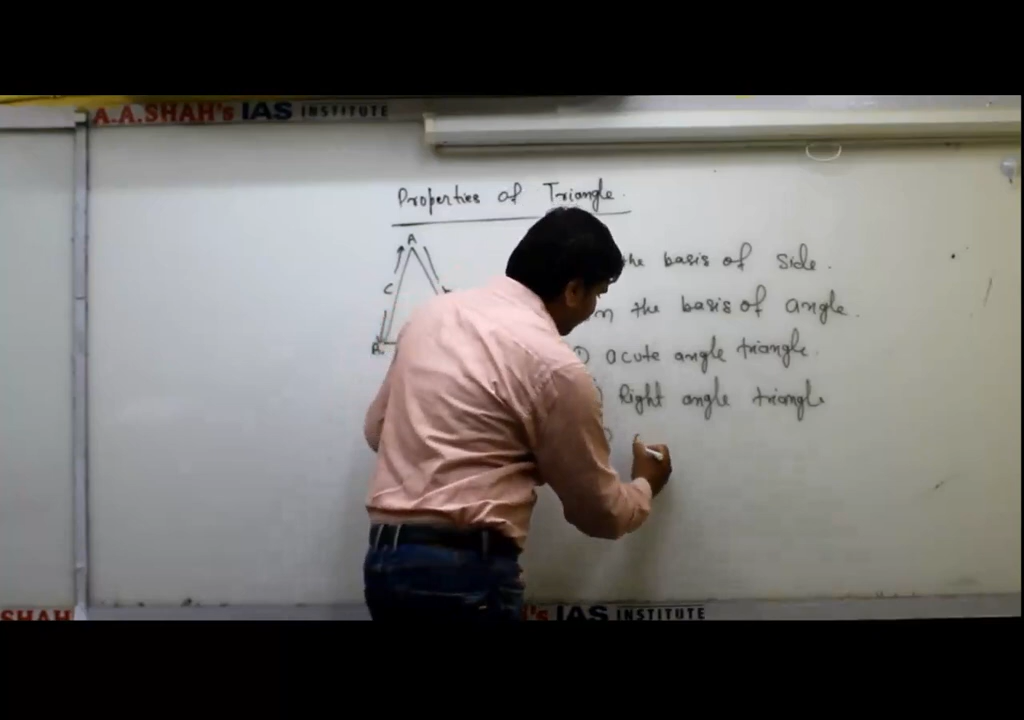 A.A.SHAH's IAS INSTITUTE
Properties of Triangle.
A
C
B
the basis of side.
the basis of angle.
acute angle triangle.
Right angle triangle
SHAH
's IAS INSTITUTE